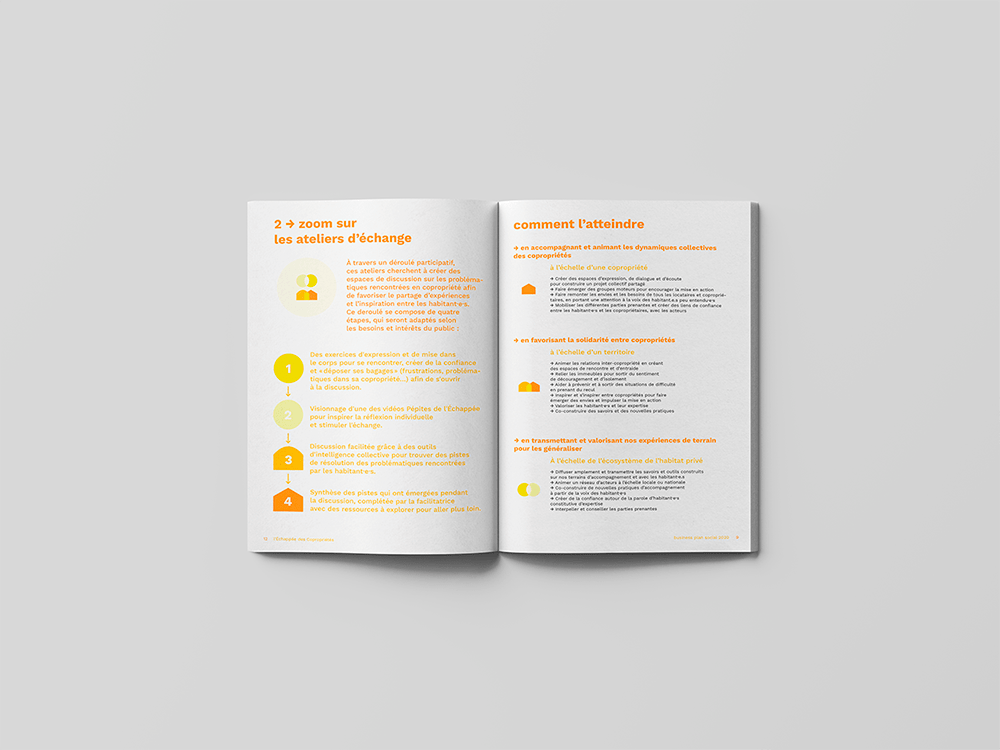 2 → zoom sur
les ateliers d'échange
À travers un déroulé participatif,
ces ateliers cherchent à créer des
espaces de discussion sur les probléma-
tiques rencontrées en copropriété afin
de favoriser le partage d'expériences
et l'inspiration entre les habitant·e·s.
Ce deroulé se compose de quatre
étapes, qui seront adaptés selon
les besoins et intérêts du public :
1
Des exercices d'expression et de mise dans
le corps pour se rencontrer, créer de la confiance
et « déposer ses bagages » (frustrations, probléma-
tiques dans sa copropriété...) afin de s'ouvrir
à la discussion.
2
Visionnage d'une des vidéos Pépites de l'Échappée
pour inspirer la réflexion individuelle
et stimuler l'échange.
3
Discussion facilitée grâce à des outils
d'intelligence collective pour trouver des pistes
de résolution des problématiques rencontrées
par les habitant·e·s.
4
Synthèse des pistes qui ont émergées pendant
la discussion, complétée par la facilitatrice
avec des ressources à explorer pour aller plus loin.
l'Échappée des Copropriétés
comment l'atteindre
→ en accompagnant et animant les dynamiques collectives
des copropriétés
à l'échelle d'une copropriété
→ Créer des espaces d'expression, de dialogue et d'écoute
pour construire un projet collectif partagé
→ Faire émerger des groupes moteurs pour encourager la mise en action
→ Faire remonter les envies et les besoins de tous les locataires et coproprié-
taires, en portant une attention à la voix des habitant.e.s peu entendu·e·s
→ Mobiliser les différentes parties prenantes et créer des liens de confiance
entre les habitant·e·s et les copropriétaires, avec les acteurs
→ en favorisant la solidarité entre copropriétés
à l'échelle d'un territoire
→ Animer les relations inter-copropriété en créant
des espaces de rencontre et d'entraide
→ Relier les immeubles pour sortir du sentiment
de découragement et d'isolement
→ Aider à prévenir et à sortir des situations de difficulté
en prenant du recul
→ Inspirer et s'inspirer entre copropriétés pour faire
émerger des envies et impulser la mise en action
→ Valoriser les habitant·e·s et leur expertise
→ Co-construire des savoirs et des nouvelles pratiques
→ en transmettant et valorisant nos expériences de terrain
pour les généraliser
À l'échelle de l'écosystème de l'habitat privé
→ Diffuser amplement et transmettre les savoirs et outils construits
sur nos terrains d'accompagnement et avec les habitant·e.s
→ Animer un réseau d'acteurs à l'échelle locale ou nationale
→ Co-construire de nouvelles pratiques d'accompagnement
à partir de la voix des habitant·e·s
→ Créer de la confiance autour de la parole d'habitant·e·s
constitutive d'expertise
→ Interpeller et conseiller les parties prenantes